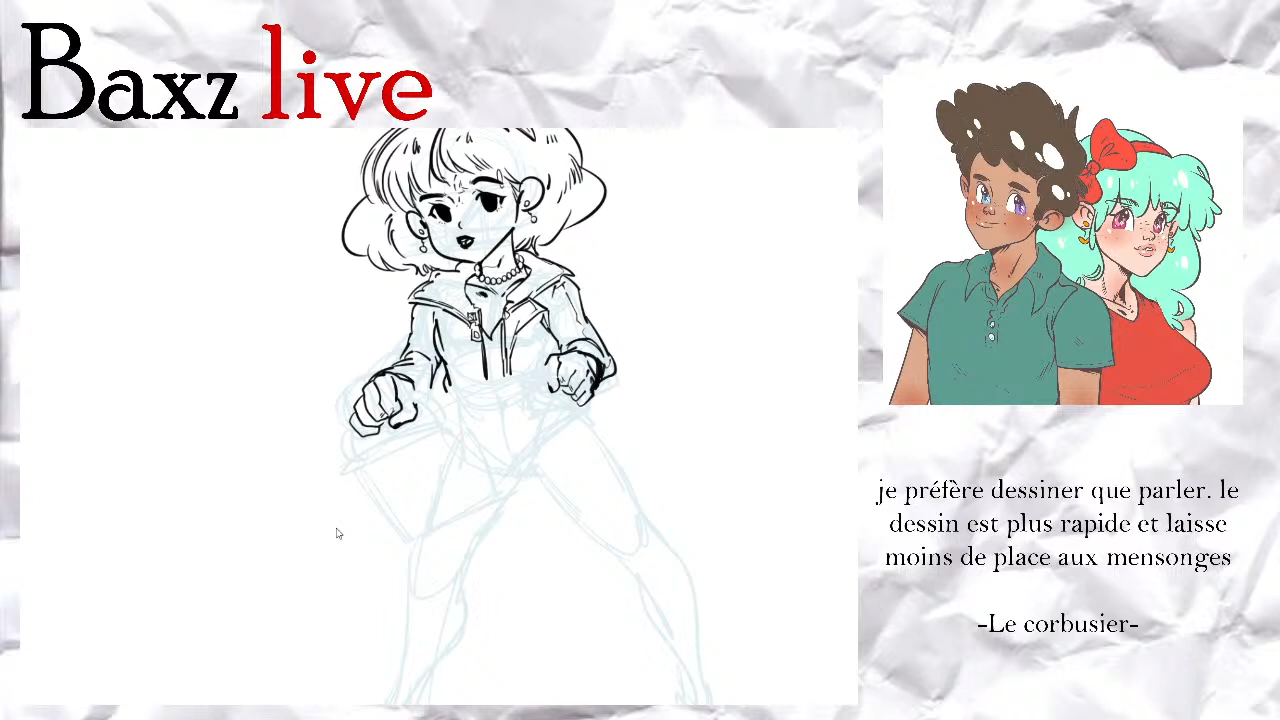 Baxz live
je préfère dessiner que parler. le
dessin est plus rapide et laisse
moins de place aux mensonges
-Le corbusier-